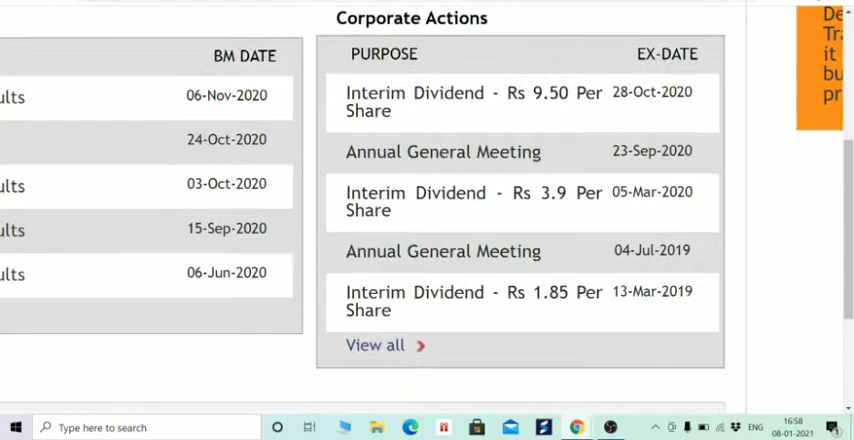 Corporate Actions
BM DATE
ults 06-Nov-2020
24-Oct-2020
ults 03-Oct-2020
ults 15-Sep-2020
ults 06-Jun-2020
PURPOSE EX-DATE
Interim Dividend - Rs 9.50 Per 28-Oct-2020
Share
Annual General Meeting 23-Sep-2020
Interim Dividend - Rs 3.9 Per 05-Mar-2020
Share
Annual General Meeting 04-Jul-2019
Interim Dividend - Rs 1.85 Per 13-Mar-2019
Share
View all
De
Tr
it
bu
pr
Type here to search
ENG
16:58
08-01-2021